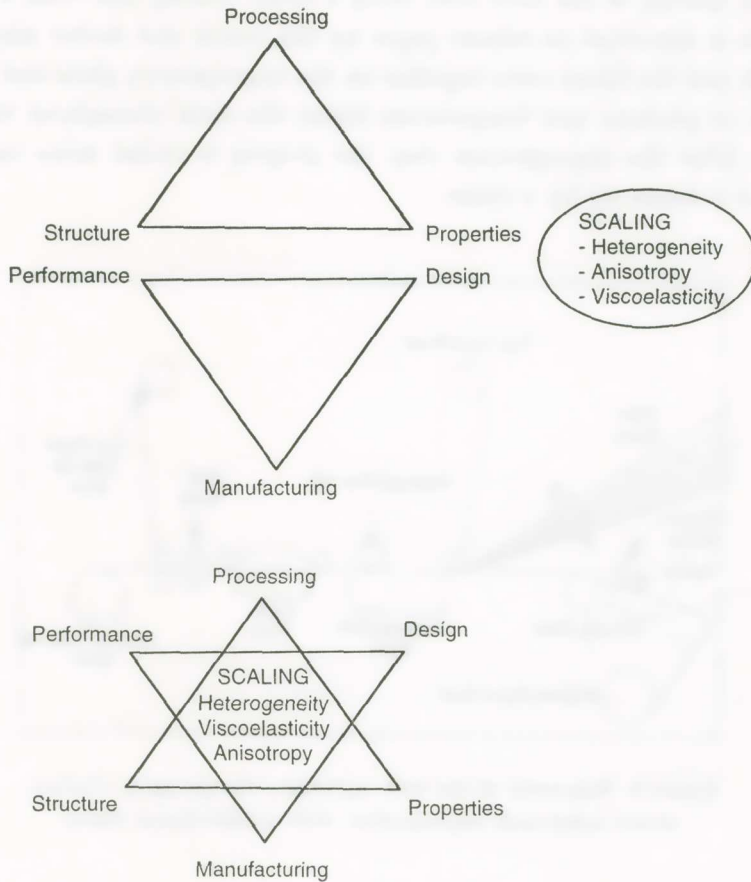 Processing
Structure
Properties
Performance
Design
SCALING
- Heterogeneity
- Anisotropy
- Viscoelasticity
Manufacturing
Processing
Performance
Design
SCALING
Heterogeneity
Viscoelasticity
Anisotropy
Structure
Properties
Manufacturing